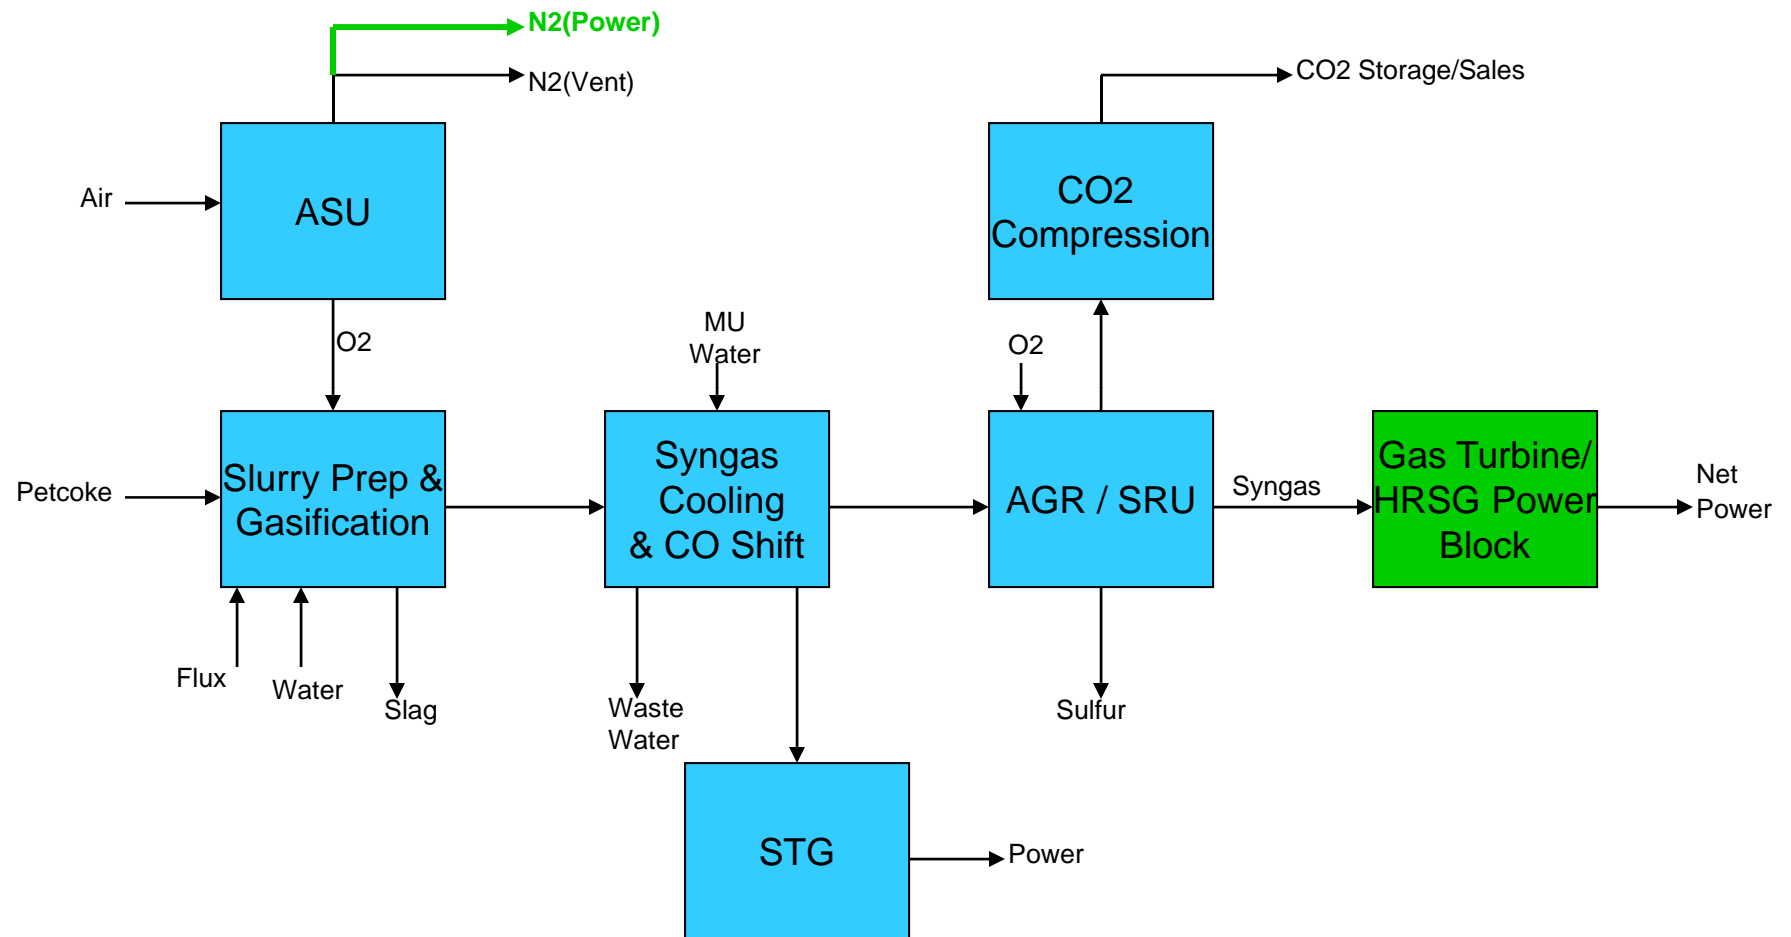 N2(Power)
N2(Vent)
CO2 Storage/Sales
Air
ASU
CO2
Compression
O2
MU
Water
O2
Petcoke
Slurry Prep &
Gasification
Syngas
Cooling
& CO Shift
AGR / SRU
Syngas
Gas Turbine/
HRSG Power
Block
Net
Power
Flux
Water
Slag
Waste
Water
Sulfur
STG
Power